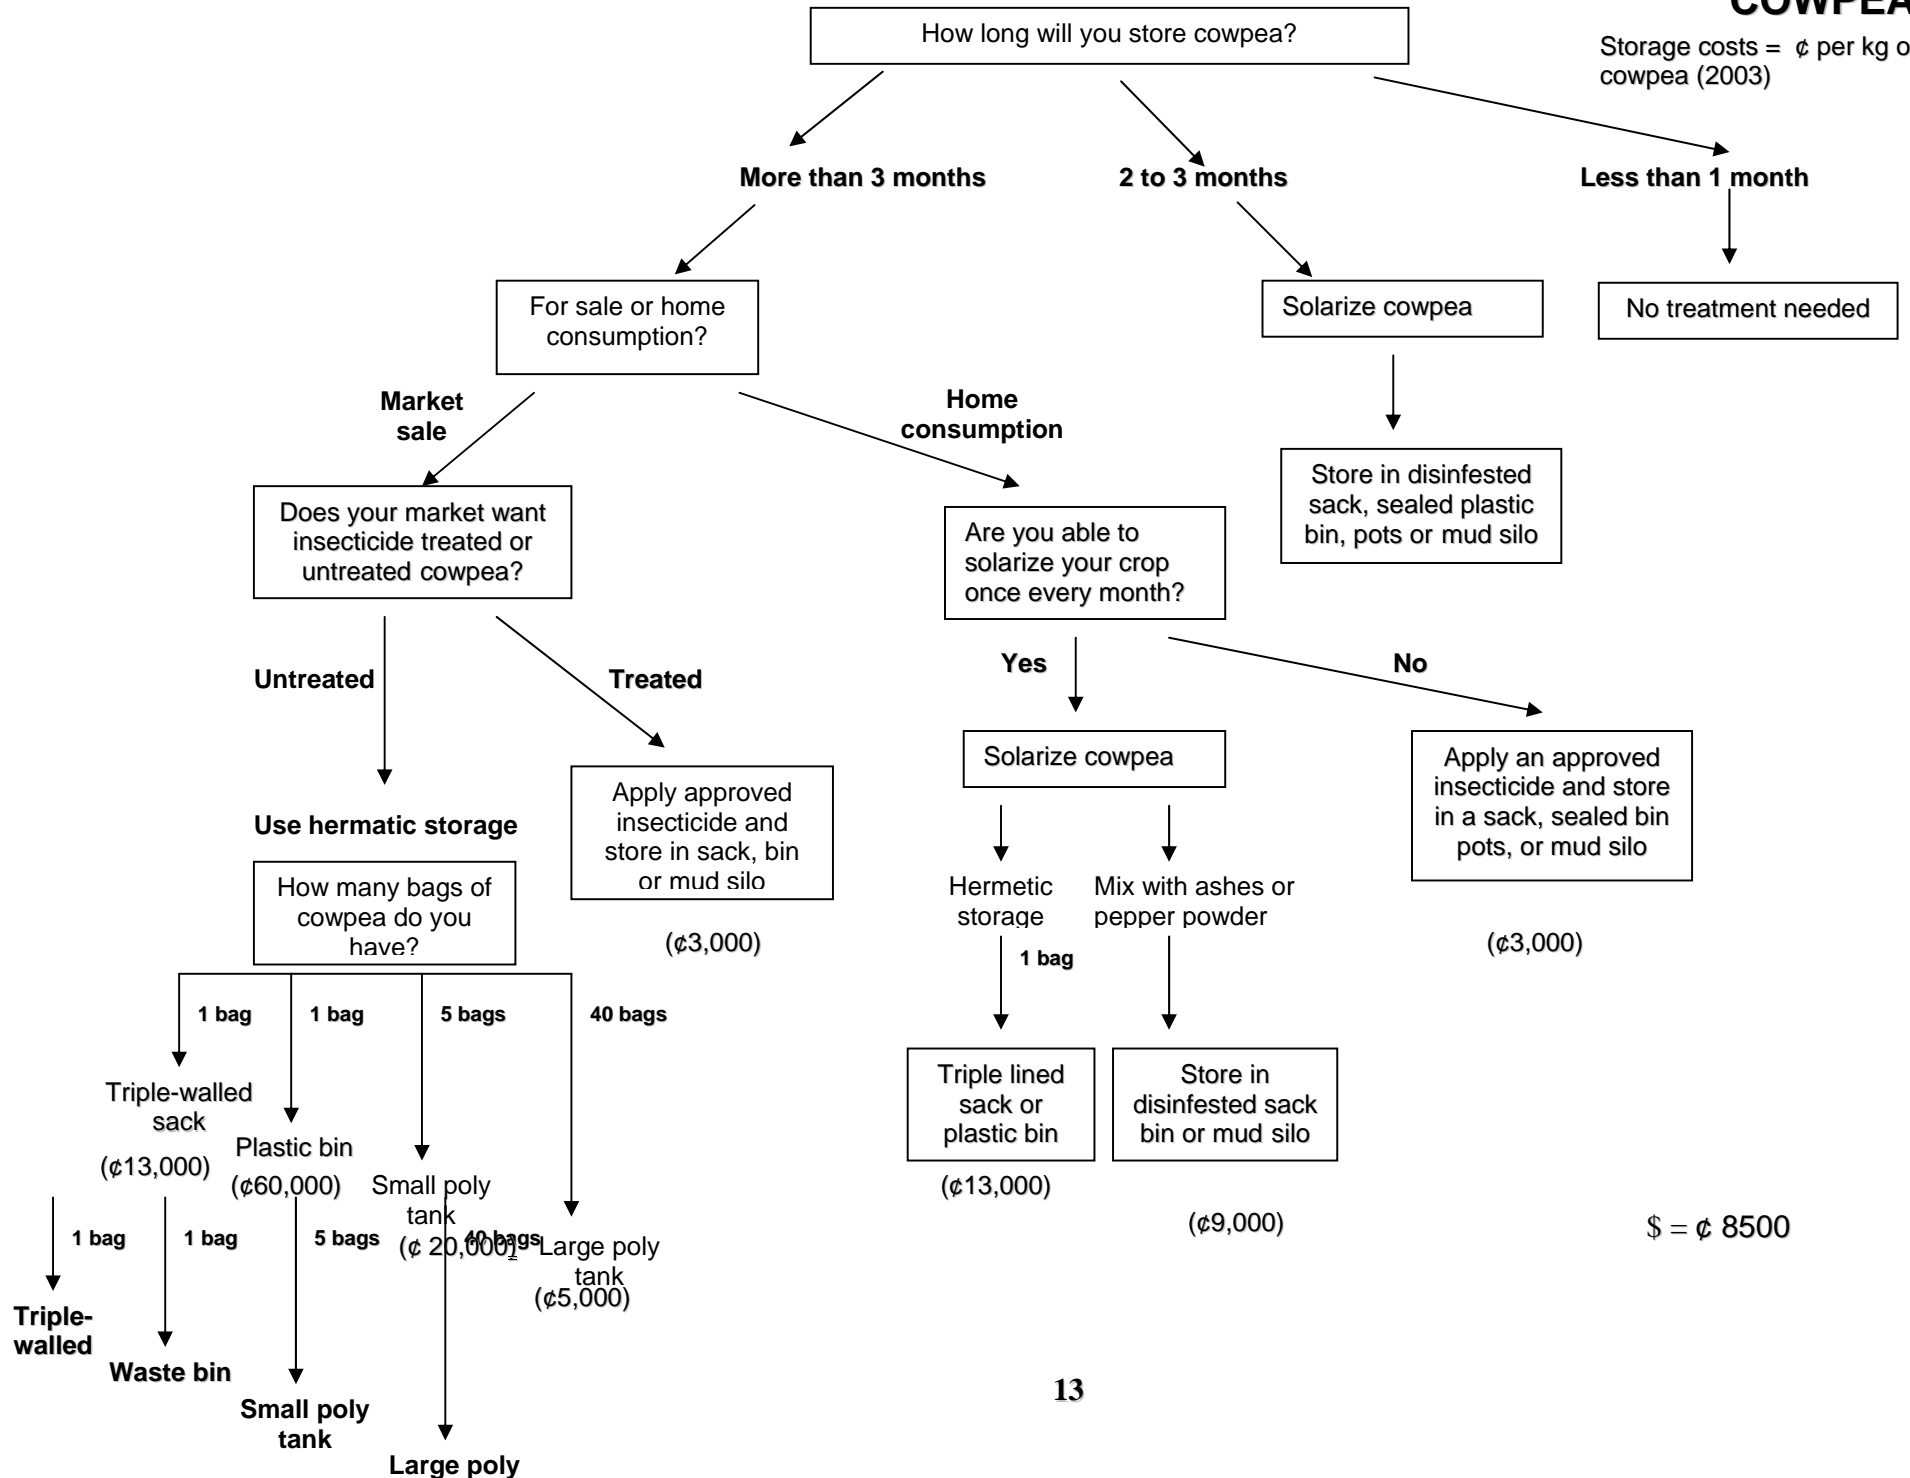 COWPEA
How long will you store cowpea?
Storage costs = ¢ per kg o
cowpea (2003)
More than 3 months
2 to 3 months
Less than 1 month
For sale or home
consumption?
Solarize cowpea
No treatment needed
Market
sale
Home
consumption
Store in disinfested
sack, sealed plastic
bin, pots or mud silo
Does your market want
insecticide treated or
untreated cowpea?
Are you able to
solarize your crop
once every month?
Untreated
Treated
Yes
No
Use hermatic storage
Apply approved
insecticide and
store in sack, bin
or mud silo
(¢3,000)
Solarize cowpea
Apply an approved
insecticide and store
in a sack, sealed bin
pots, or mud silo
(¢3,000)
How many bags of
cowpea do you
have?
Hermetic
storage
Mix with ashes or
pepper powder
1 bag
1 bag
1 bag
5 bags
40 bags
Triple-walled
sack
(¢13,000)
Plastic bin
(¢60,000)
Small poly
tank
(¢ 20,000)
Large poly
tank
(¢5,000)
Triple lined
sack or
plastic bin
(¢13,000)
Store in
disinfested sack
bin or mud silo
(¢9,000)
$ = ¢ 8500
1 bag
1 bag
5 bags
40 bags
Triple-
walled
Waste bin
Small poly
tank
Large poly
13